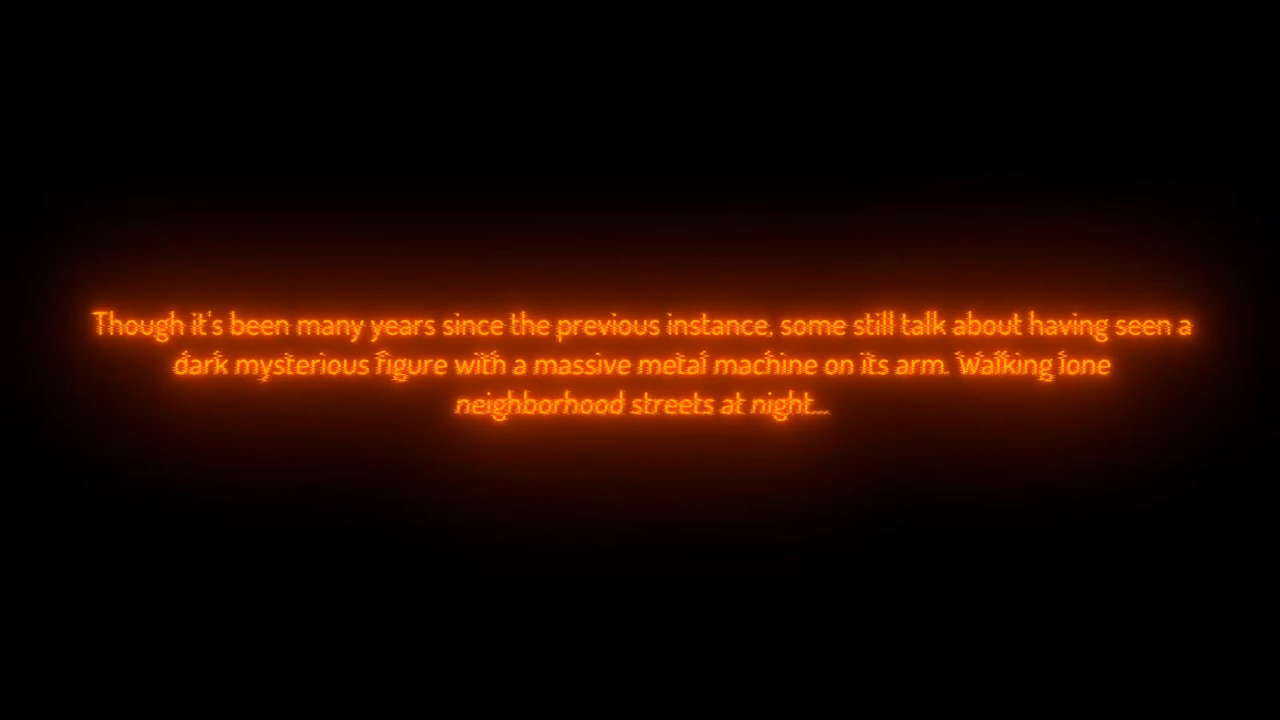 Though it's been many years since the previous instance, some still talk about having seen a
dark mysterious figure with a massive metal machine on its arm. Walking lone
neighborhood streets at night...